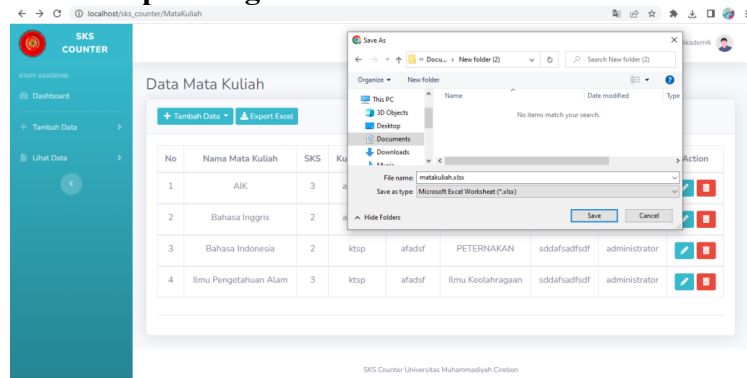 localhost/sks_counter/MataKuliah
SKS
COUNTER
STAFF AKADEMIK
Dashboard
Tambah Data
Lihat Data
Data Mata Kuliah
Tambah Data
Export Excel
Save As
« Docu... › New folder (2)
Search New folder (2)
Organize
New folder
This PC
3D Objects
Desktop
Documents
Downloads
Music
Name
Date modified
Type
No items match your search.
File name: matakuliah.xlsx
Save as type: Microsoft Excel Worksheet (*.xlsx)
Hide Folders
Save
Cancel
No Nama Mata Kuliah SKS Ku Action
1 AIK 3 a
2 Bahasa Inggris 2 a
3 Bahasa Indonesia 2 ktsp afadsf PETERNAKAN sddafsadfsdf administrator
4 Ilmu Pengetahuan Alam 3 ktsp afadsf Ilmu Keolahragaan sddafsadfsdf administrator
SKS Counter Universitas Muhammadiyah Cirebon